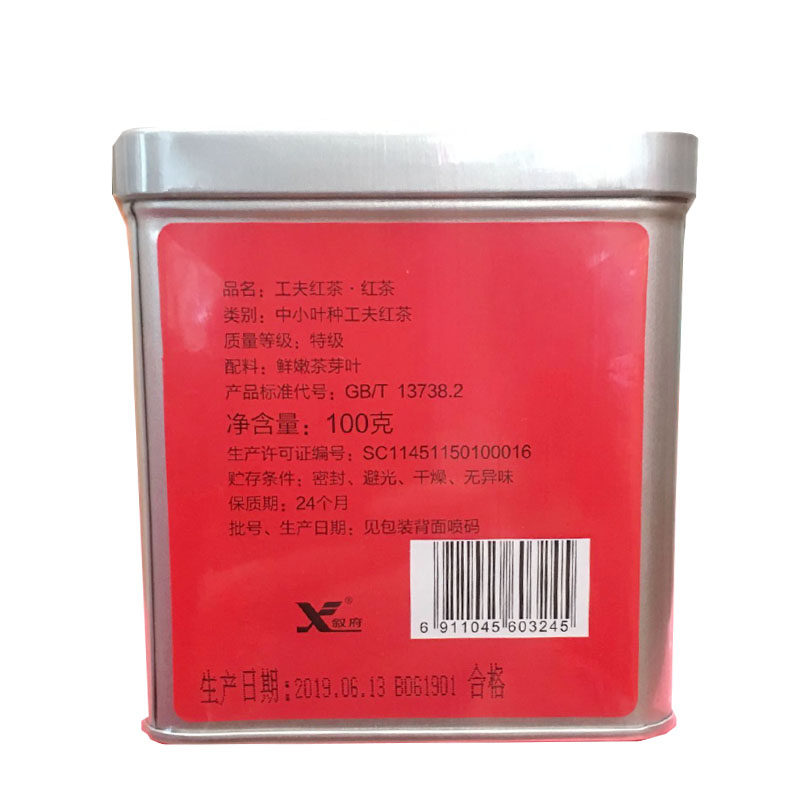 品名：工夫红茶·红茶
类别：中小叶种工夫红茶
质量等级：特级
配料：鲜嫩茶芽叶
产品标准代号：GB/T 13738.2
净含量：100克
生产许可证编号：SC11451150100016
贮存条件：密封、避光、干燥、无异味
保质期：24个月
批号、生产日期：见包装背面喷码
叙府®
6 911045 603245
生产日期:2019.06.13 B061901 合格